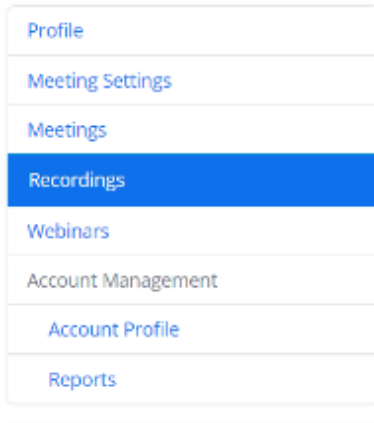 Profile
Meeting Settings
Meetings
Recordings
Webinars
Account Management
Account Profile
Reports